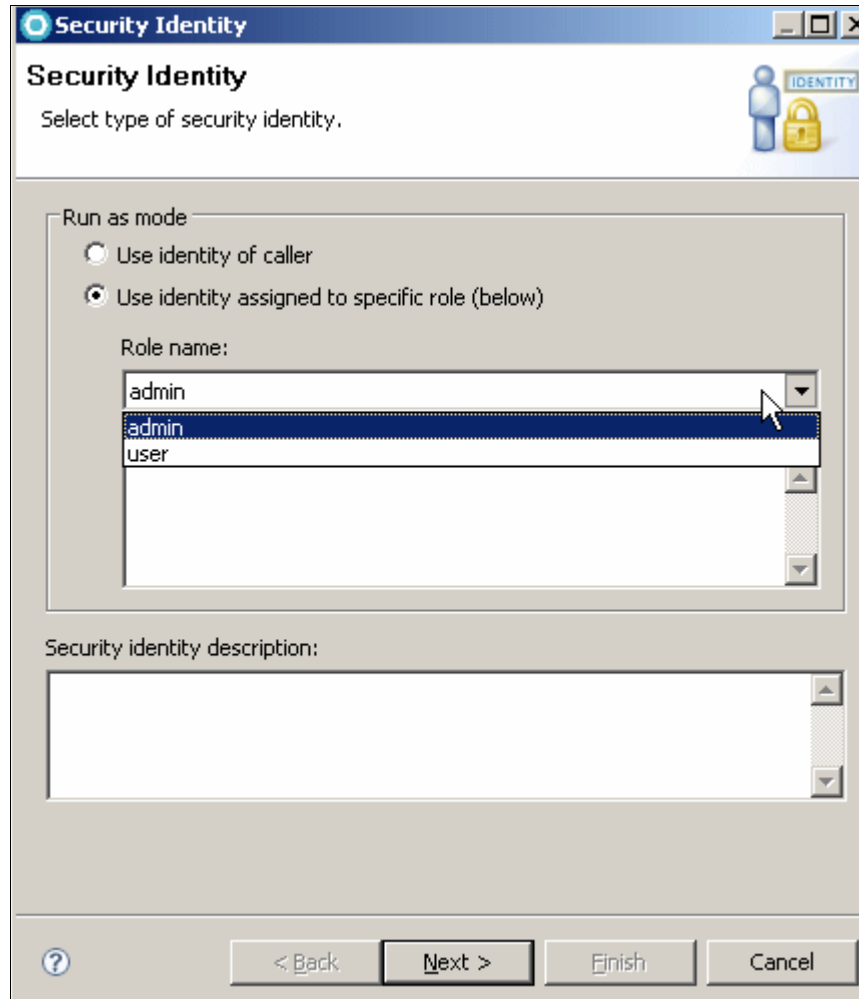 Security Identity
Security Identity
Select type of security identity.
IDENTITY
Run as mode
Use identity of caller
Use identity assigned to specific role (below)
Role name:
admin
admin
user
Security identity description:
< Back
Next >
Finish
Cancel